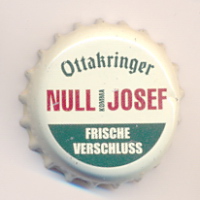 Ottakringer
NULL KOMMA JOSEF
FRISCHE
VERSCHLUSS